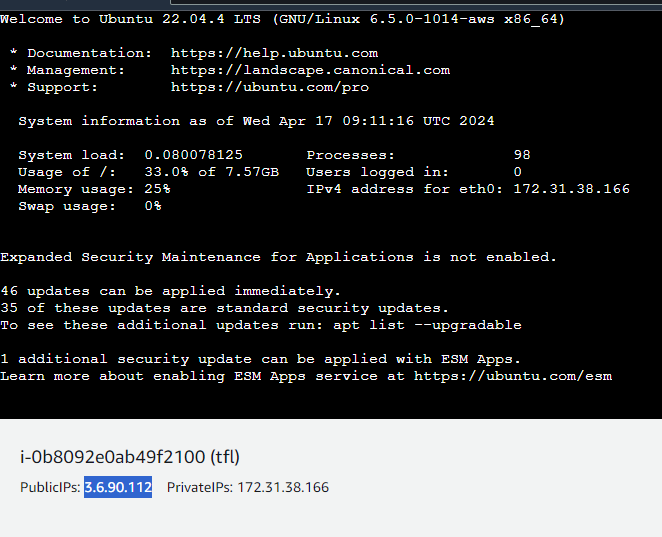 Welcome to Ubuntu 22.04.4 LTS (GNU/Linux 6.5.0-1014-aws x86_64)
* Documentation: https://help.ubuntu.com
* Management: https://landscape.canonical.com
* Support: https://ubuntu.com/pro
System information as of Wed Apr 17 09:11:16 UTC 2024
System load: 0.080078125 Processes: 98
Usage of /: 33.0% of 7.57GB Users logged in: 0
Memory usage: 25% IPv4 address for eth0: 172.31.38.166
Swap usage: 0%
Expanded Security Maintenance for Applications is not enabled.
46 updates can be applied immediately.
35 of these updates are standard security updates.
To see these additional updates run: apt list --upgradable
1 additional security update can be applied with ESM Apps.
Learn more about enabling ESM Apps service at https://ubuntu.com/esm
i-0b8092e0ab49f2100 (tfl)
PublicIPs: 3.6.90.112 PrivateIPs: 172.31.38.166